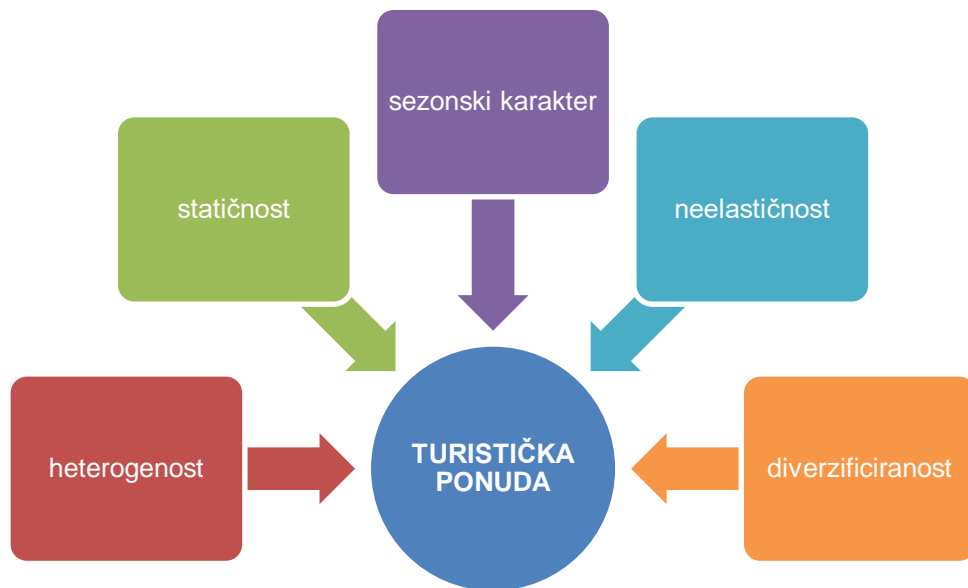 sezonski karakter
statičnost
neelastičnost
heterogenost
TURISTIČKA
PONUDA
diverzificiranost